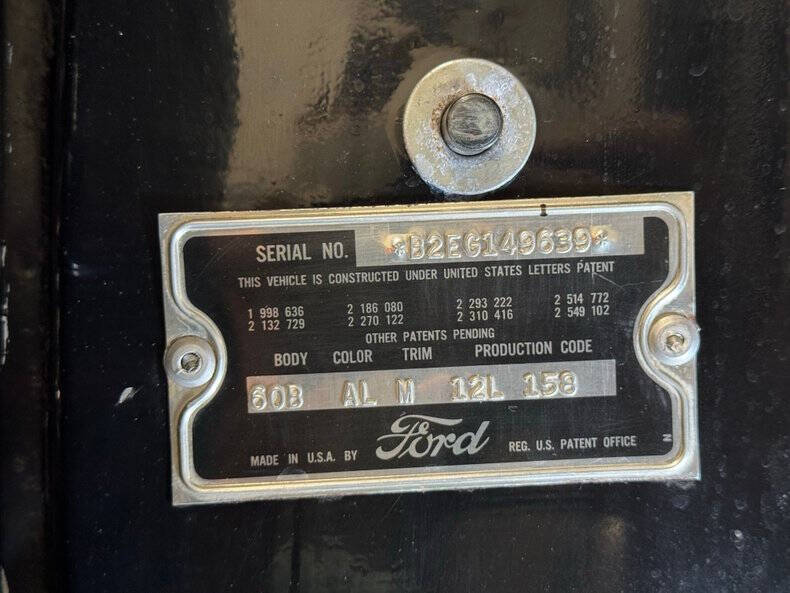 SERIAL NO. *B2EG149639*
THIS VEHICLE IS CONSTRUCTED UNDER UNITED STATES LETTERS PATENT
1 998 636 2 186 080 2 293 222 2 514 772
2 132 729 2 270 122 2 310 416 2 549 102
OTHER PATENTS PENDING
BODY COLOR TRIM PRODUCTION CODE
60B AL M 12L 158
MADE IN U.S.A. BY Ford REG. U.S. PATENT OFFICE
N